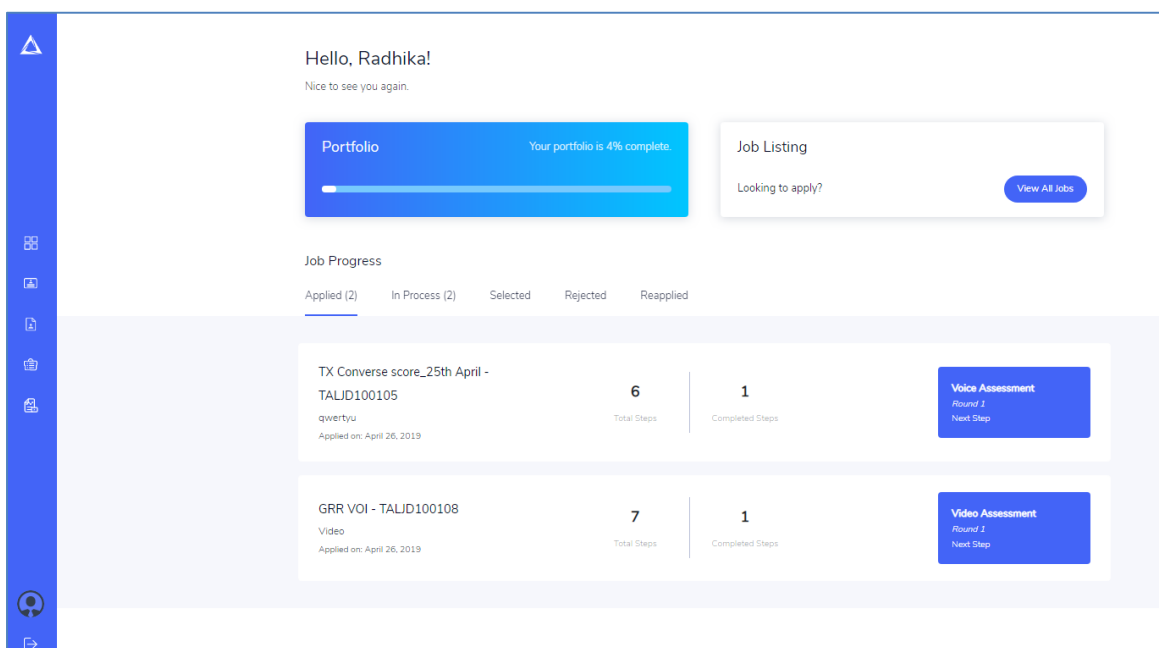 Hello, Radhika!
Nice to see you again.
Portfolio
Your portfolio is 4% complete.
Job Listing
Looking to apply?
View All Jobs
Job Progress
Applied (2) In Process (2) Selected Rejected Reapplied
TX Converse score_25th April -
TALJD100105
qwertyu
Applied on: April 26, 2019
6
Total Steps
1
Completed Steps
Voice Assessment
Round 1
Next Step
GRR VOI - TALJD100108
Video
Applied on: April 26, 2019
7
Total Steps
1
Completed Steps
Video Assessment
Round 1
Next Step